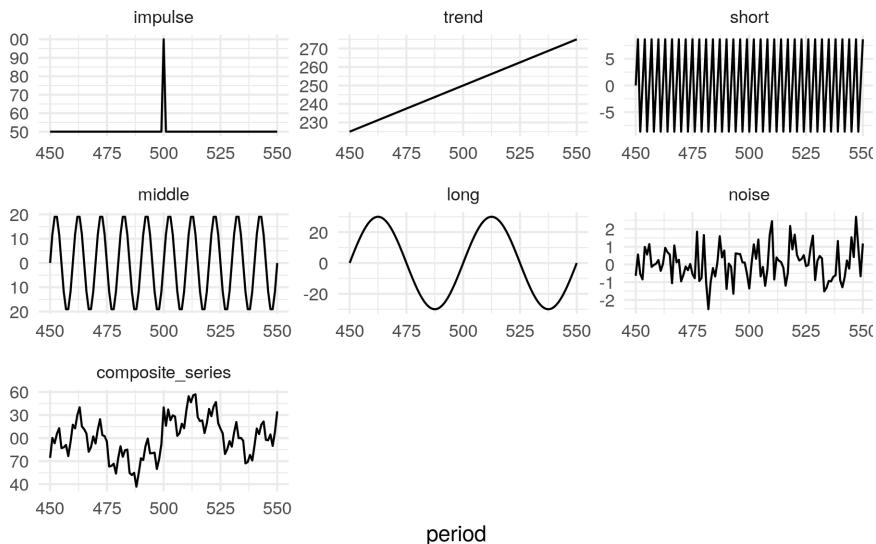 impulse trend short
00 270 5
90 260 0
80 250 -5
70 240
60 230
50
450 475 500 525 550 450 475 500 525 550 450 475 500 525 550
middle long noise
20 20 2
10 0 1
0 -20 0
10 -1
20 -2
450 475 500 525 550 450 475 500 525 550 450 475 500 525 550
composite_series
60
30
00
70
40
450 475 500 525 550
period